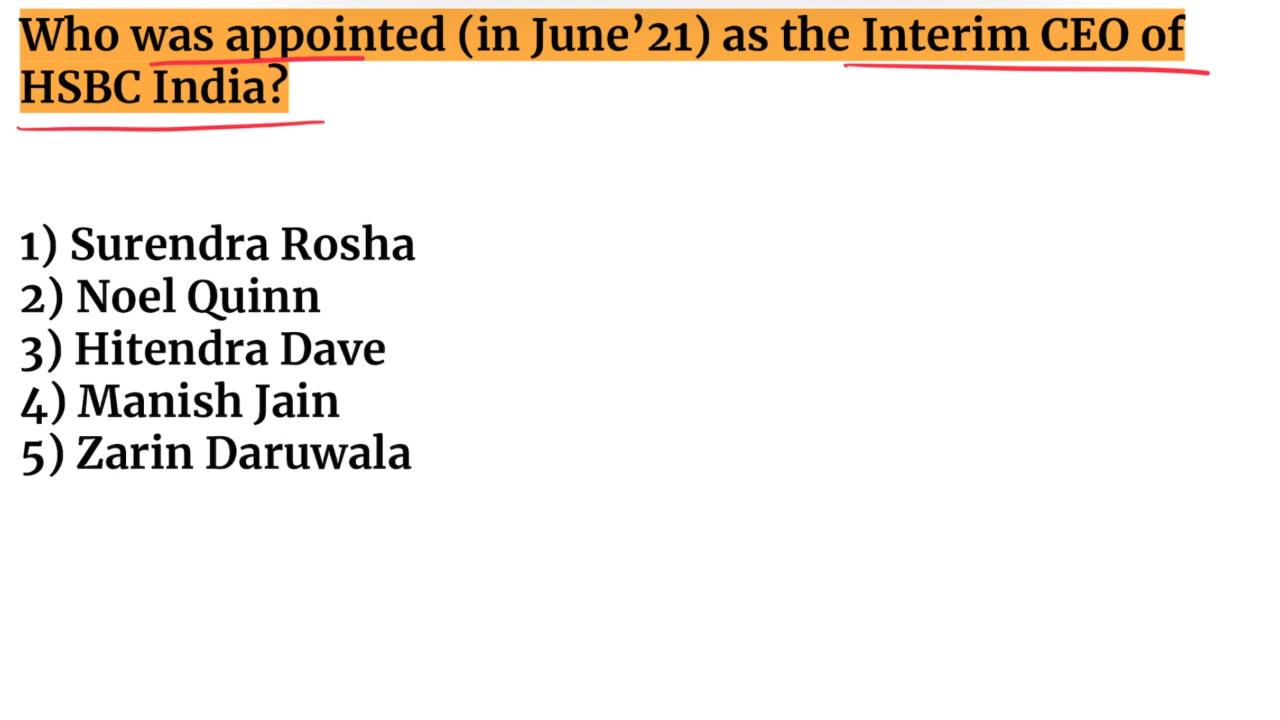 Who was appointed (in June’21) as the Interim CEO of
HSBC India?
1) Surendra Rosha
2) Noel Quinn
3) Hitendra Dave
4) Manish Jain
5) Zarin Daruwala